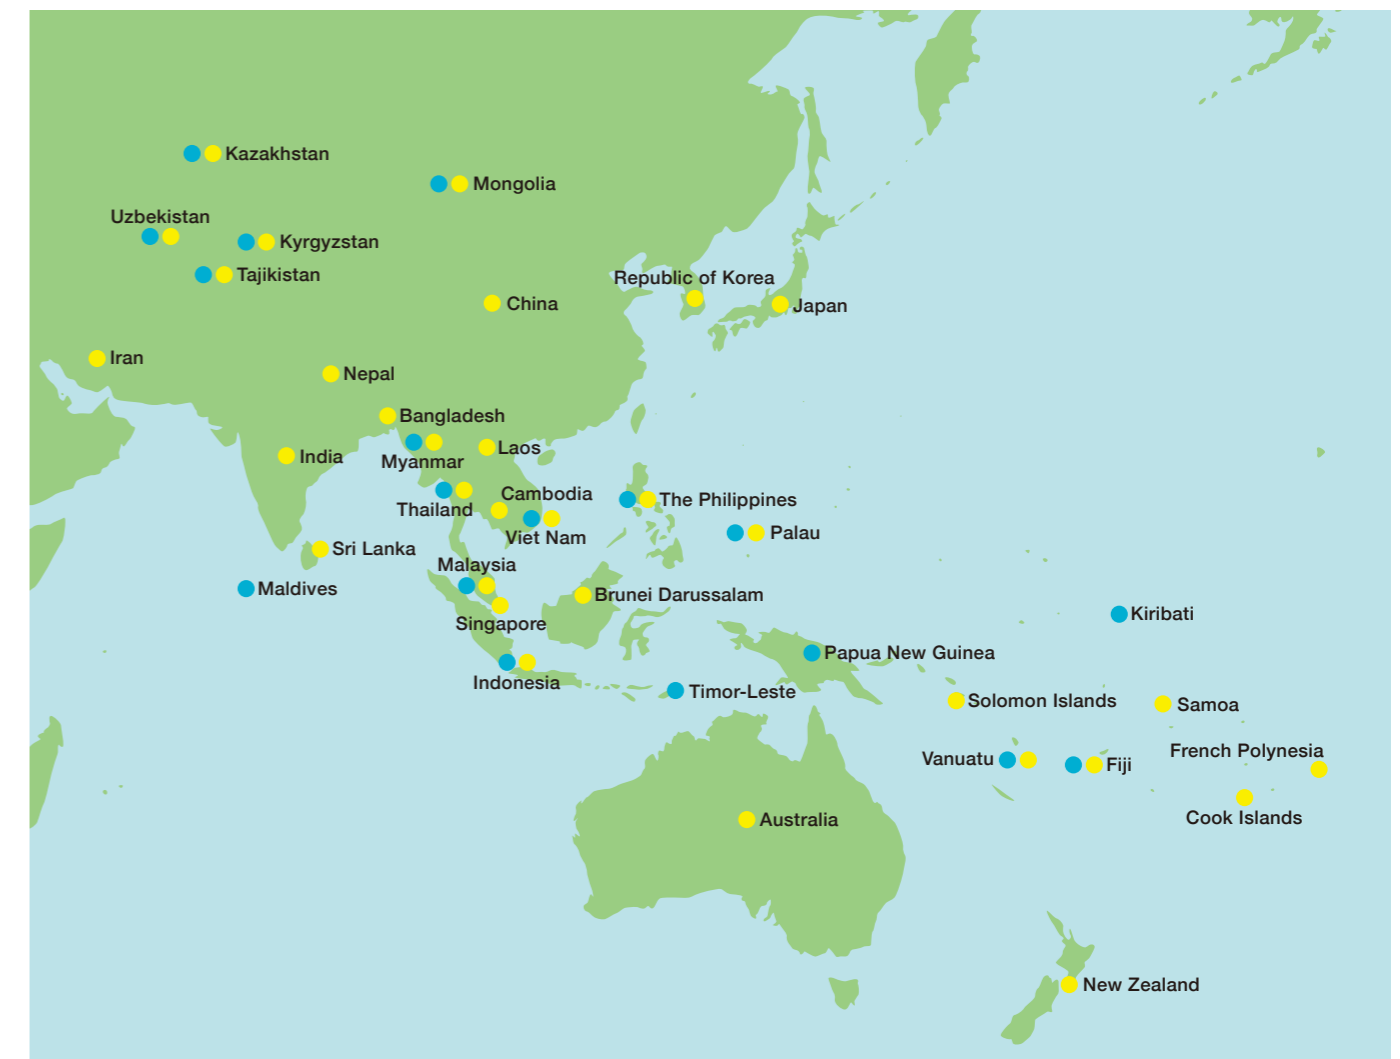 Kazakhstan
Mongolia
Uzbekistan
Kyrgyzstan
Tajikistan
Republic of Korea
China
Japan
Iran
Nepal
Bangladesh
Laos
India
Myanmar
Cambodia
The Philippines
Thailand
Viet Nam
Palau
Sri Lanka
Malaysia
Maldives
Brunei Darussalam
Singapore
Kiribati
Papua New Guinea
Indonesia
Timor-Leste
Solomon Islands
Samoa
French Polynesia
Vanuatu
Fiji
Cook Islands
Australia
New Zealand